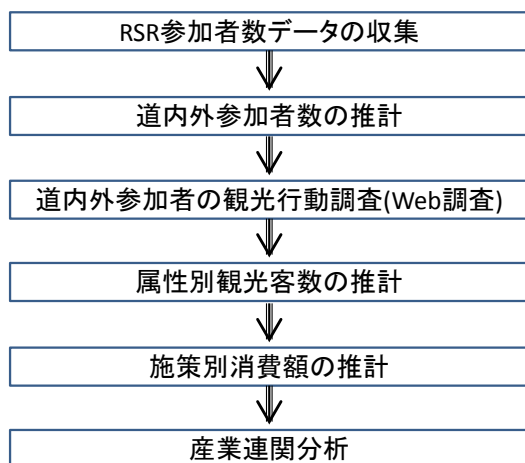 RSR参加者数データの収集
道内外参加者数の推計
道内外参加者の観光行動調査(Web調査)
属性別観光客数の推計
施策別消費額の推計
産業連関分析